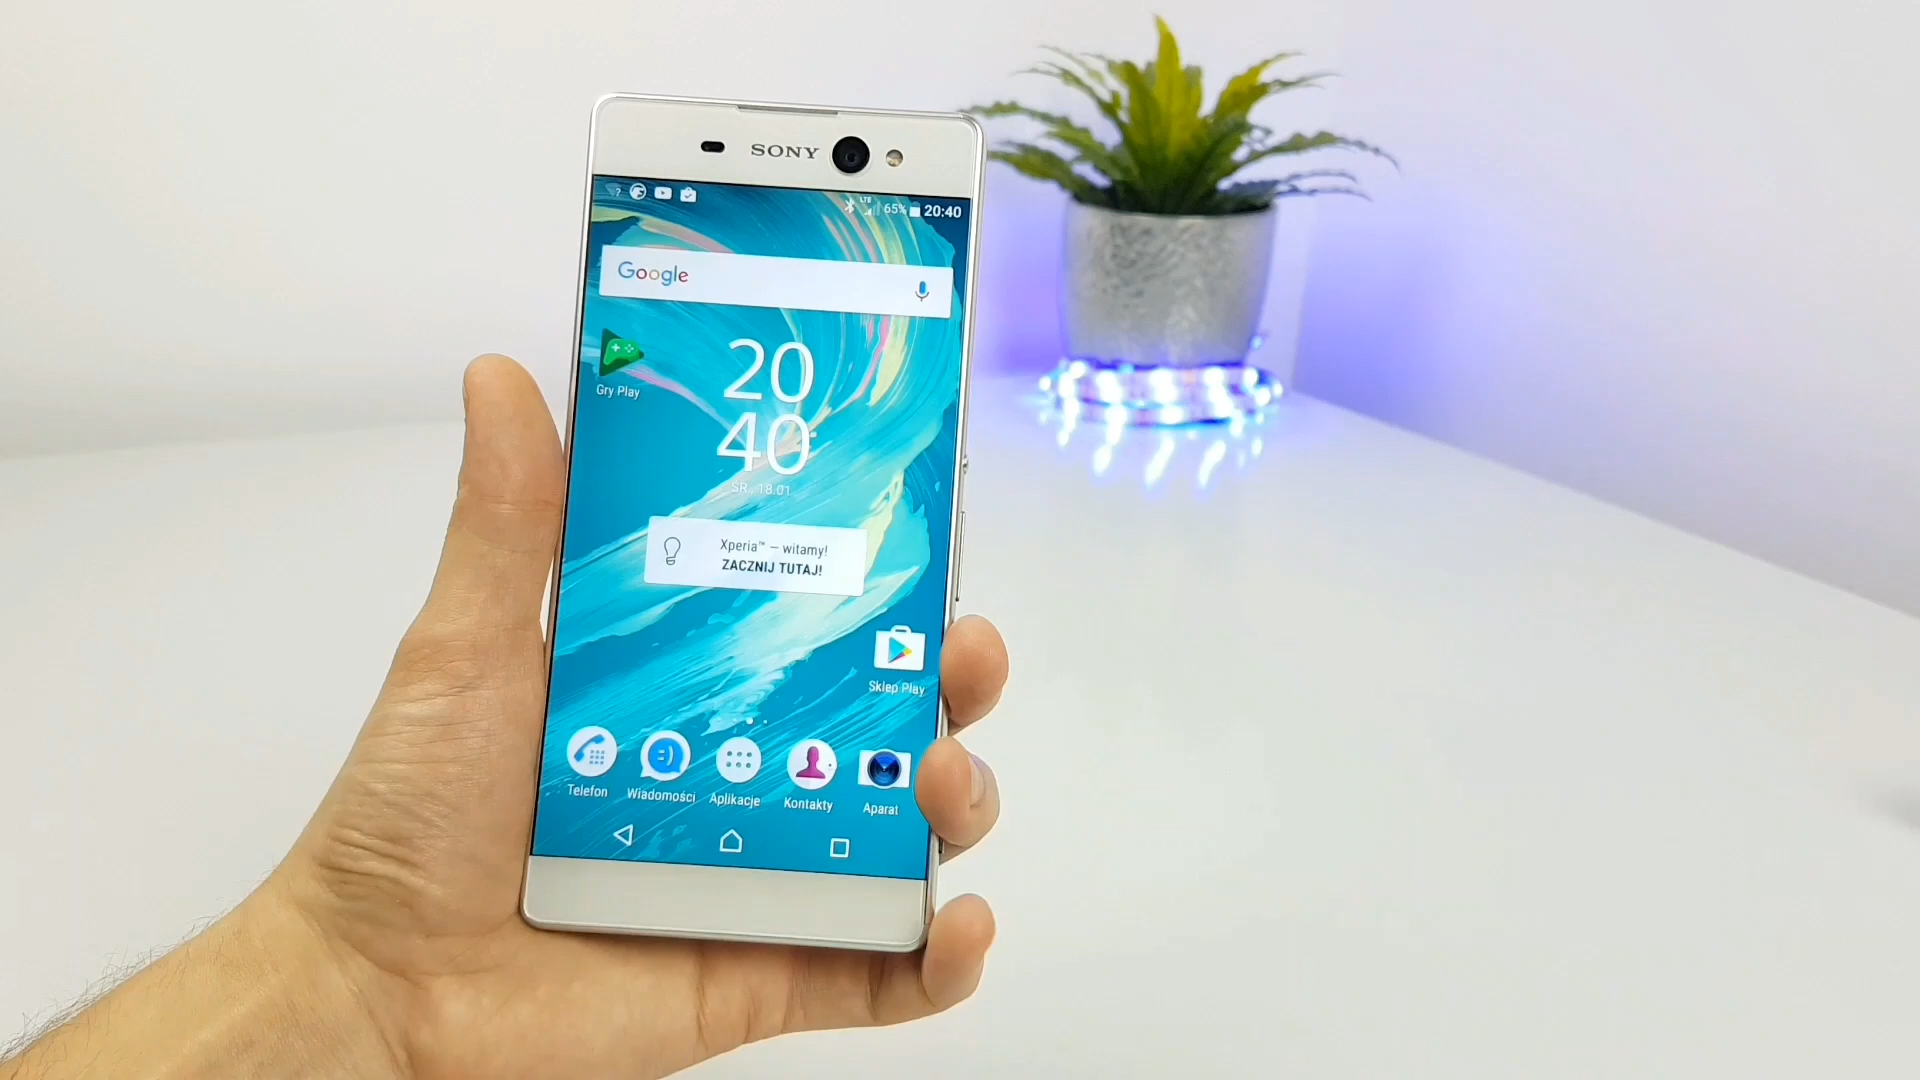 SONY
? LTE 65% 20:40
Google
Gry Play
20
40
ŚR., 18.01
Xperia™ – witamy!
ZACZNIJ TUTAJ!
Sklep Play
Telefon Wiadomości Aplikacje Kontakty Aparat